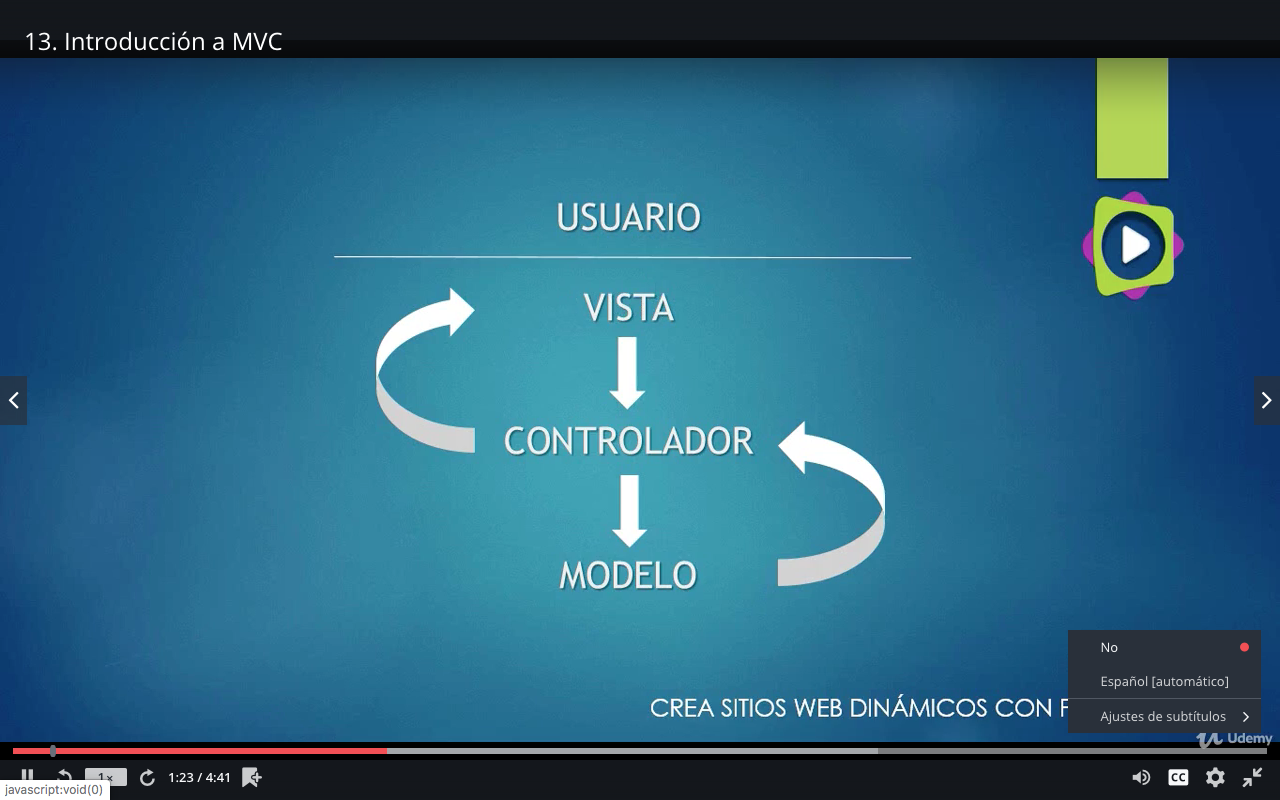 13. Introducción a MVC
USUARIO
VISTA
CONTROLADOR
MODELO
No
Español [automático]
Ajustes de subtítulos
CREA SITIOS WEB DINÁMICOS CON
Udemy
1x
1:23 / 4:41
CC
javascript:void(0)